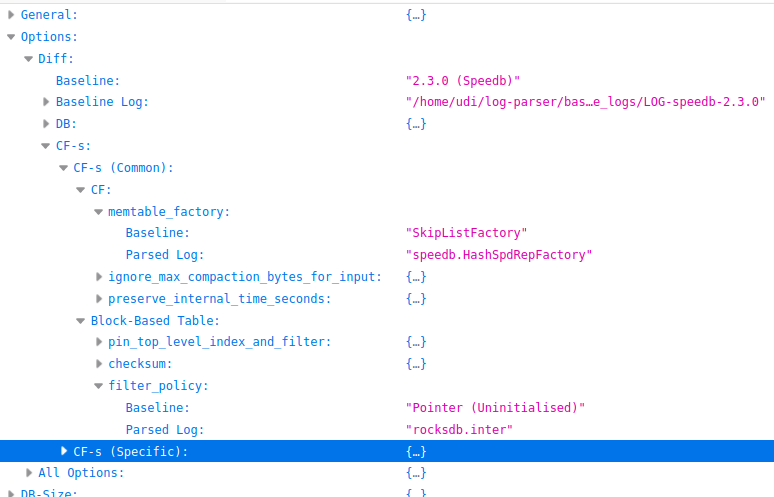 General: {…}
Options:
Diff:
Baseline: "2.3.0 (Speedb)"
Baseline Log: "/home/udi/log-parser/bas…e_logs/LOG-speedb-2.3.0"
DB: {…}
CF-s:
CF-s (Common):
CF:
memtable_factory:
Baseline: "SkipListFactory"
Parsed Log: "speedb.HashSpdRepFactory"
ignore_max_compaction_bytes_for_input: {…}
preserve_internal_time_seconds: {…}
Block-Based Table:
pin_top_level_index_and_filter: {…}
checksum: {…}
filter_policy:
Baseline: "Pointer (Uninitialised)"
Parsed Log: "rocksdb.inter"
CF-s (Specific): {…}
All Options: {…}
DB-Size: {…}